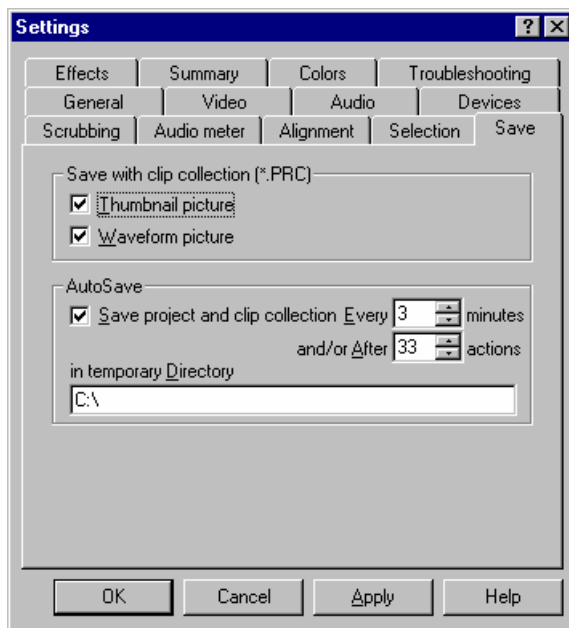 Settings
Effects Summary Colors Troubleshooting
General Video Audio Devices
Scrubbing Audio meter Alignment Selection Save
Save with clip collection (*.PRC)
Thumbnail picture
Waveform picture
AutoSave
Save project and clip collection Every 3 minutes
and/or After 33 actions
in temporary Directory
C:\
OK Cancel Apply Help